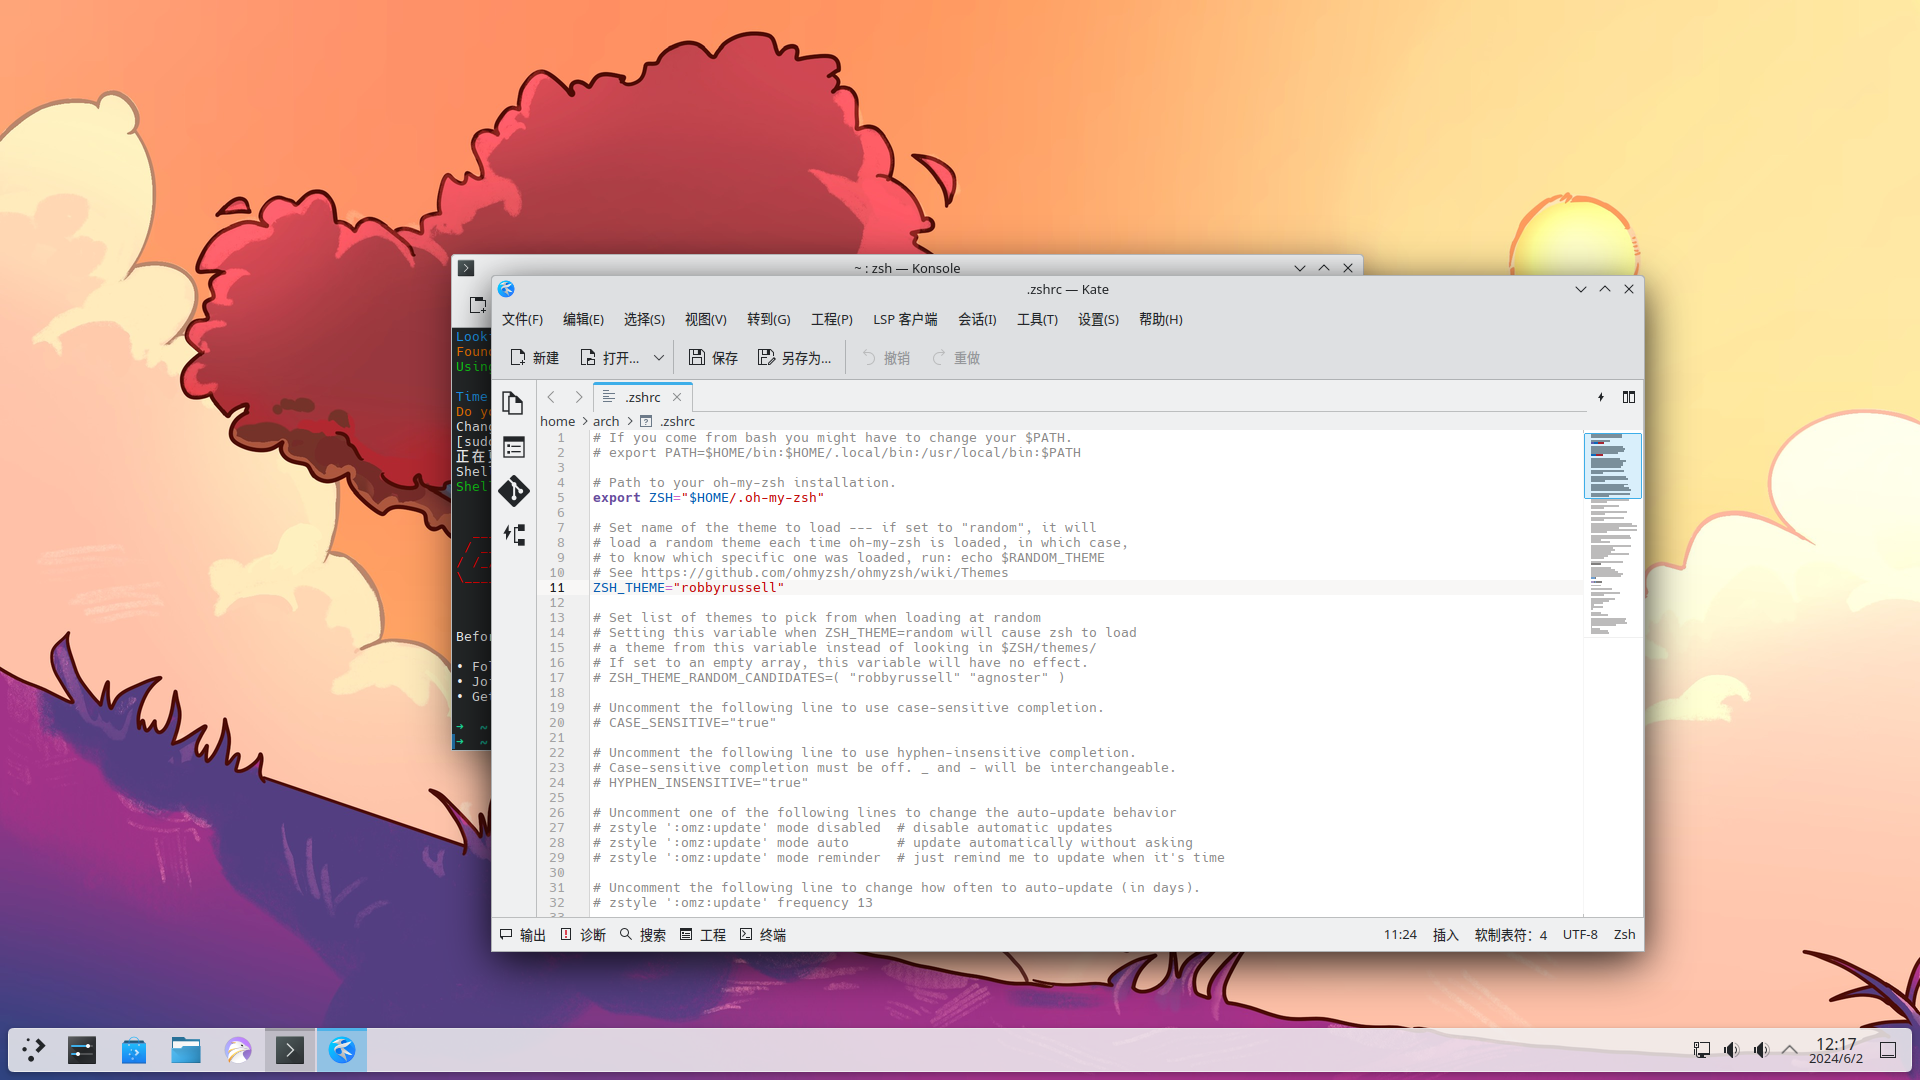 ~ : zsh — Konsole
.zshrc — Kate
文件(F) 编辑(E) 选择(S) 视图(V) 转到(G) 工程(P) LSP 客户端 会话(I) 工具(T) 设置(S) 帮助(H)
新建 打开... 保存 另存为... 撤销 重做
.zshrc
home arch .zshrc
1 # If you come from bash you might have to change your $PATH.
2 # export PATH=$HOME/bin:$HOME/.local/bin:/usr/local/bin:$PATH
3
4 # Path to your oh-my-zsh installation.
5 export ZSH="$HOME/.oh-my-zsh"
6
7 # Set name of the theme to load --- if set to "random", it will
8 # load a random theme each time oh-my-zsh is loaded, in which case,
9 # to know which specific one was loaded, run: echo $RANDOM_THEME
10 # See https://github.com/ohmyzsh/ohmyzsh/wiki/Themes
11 ZSH_THEME="robbyrussell"
12
13 # Set list of themes to pick from when loading at random
14 # Setting this variable when ZSH_THEME=random will cause zsh to load
15 # a theme from this variable instead of looking in $ZSH/themes/
16 # If set to an empty array, this variable will have no effect.
17 # ZSH_THEME_RANDOM_CANDIDATES=( "robbyrussell" "agnoster" )
18
19 # Uncomment the following line to use case-sensitive completion.
20 # CASE_SENSITIVE="true"
21
22 # Uncomment the following line to use hyphen-insensitive completion.
23 # Case-sensitive completion must be off. _ and - will be interchangeable.
24 # HYPHEN_INSENSITIVE="true"
25
26 # Uncomment one of the following lines to change the auto-update behavior
27 # zstyle ':omz:update' mode disabled  # disable automatic updates
28 # zstyle ':omz:update' mode auto      # update automatically without asking
29 # zstyle ':omz:update' mode reminder  # just remind me to update when it's time
30
31 # Uncomment the following line to change how often to auto-update (in days).
32 # zstyle ':omz:update' frequency 13
输出 诊断 搜索 工程 终端 11:24 插入 软制表符：4 UTF-8 Zsh
Look
Foun
Using
Time
Do y
Chan
[sudo
正在
Shel
Shel
Befor
• Fo
• Jo
• Ge
➜ ~
➜ ~
12:17
2024/6/2